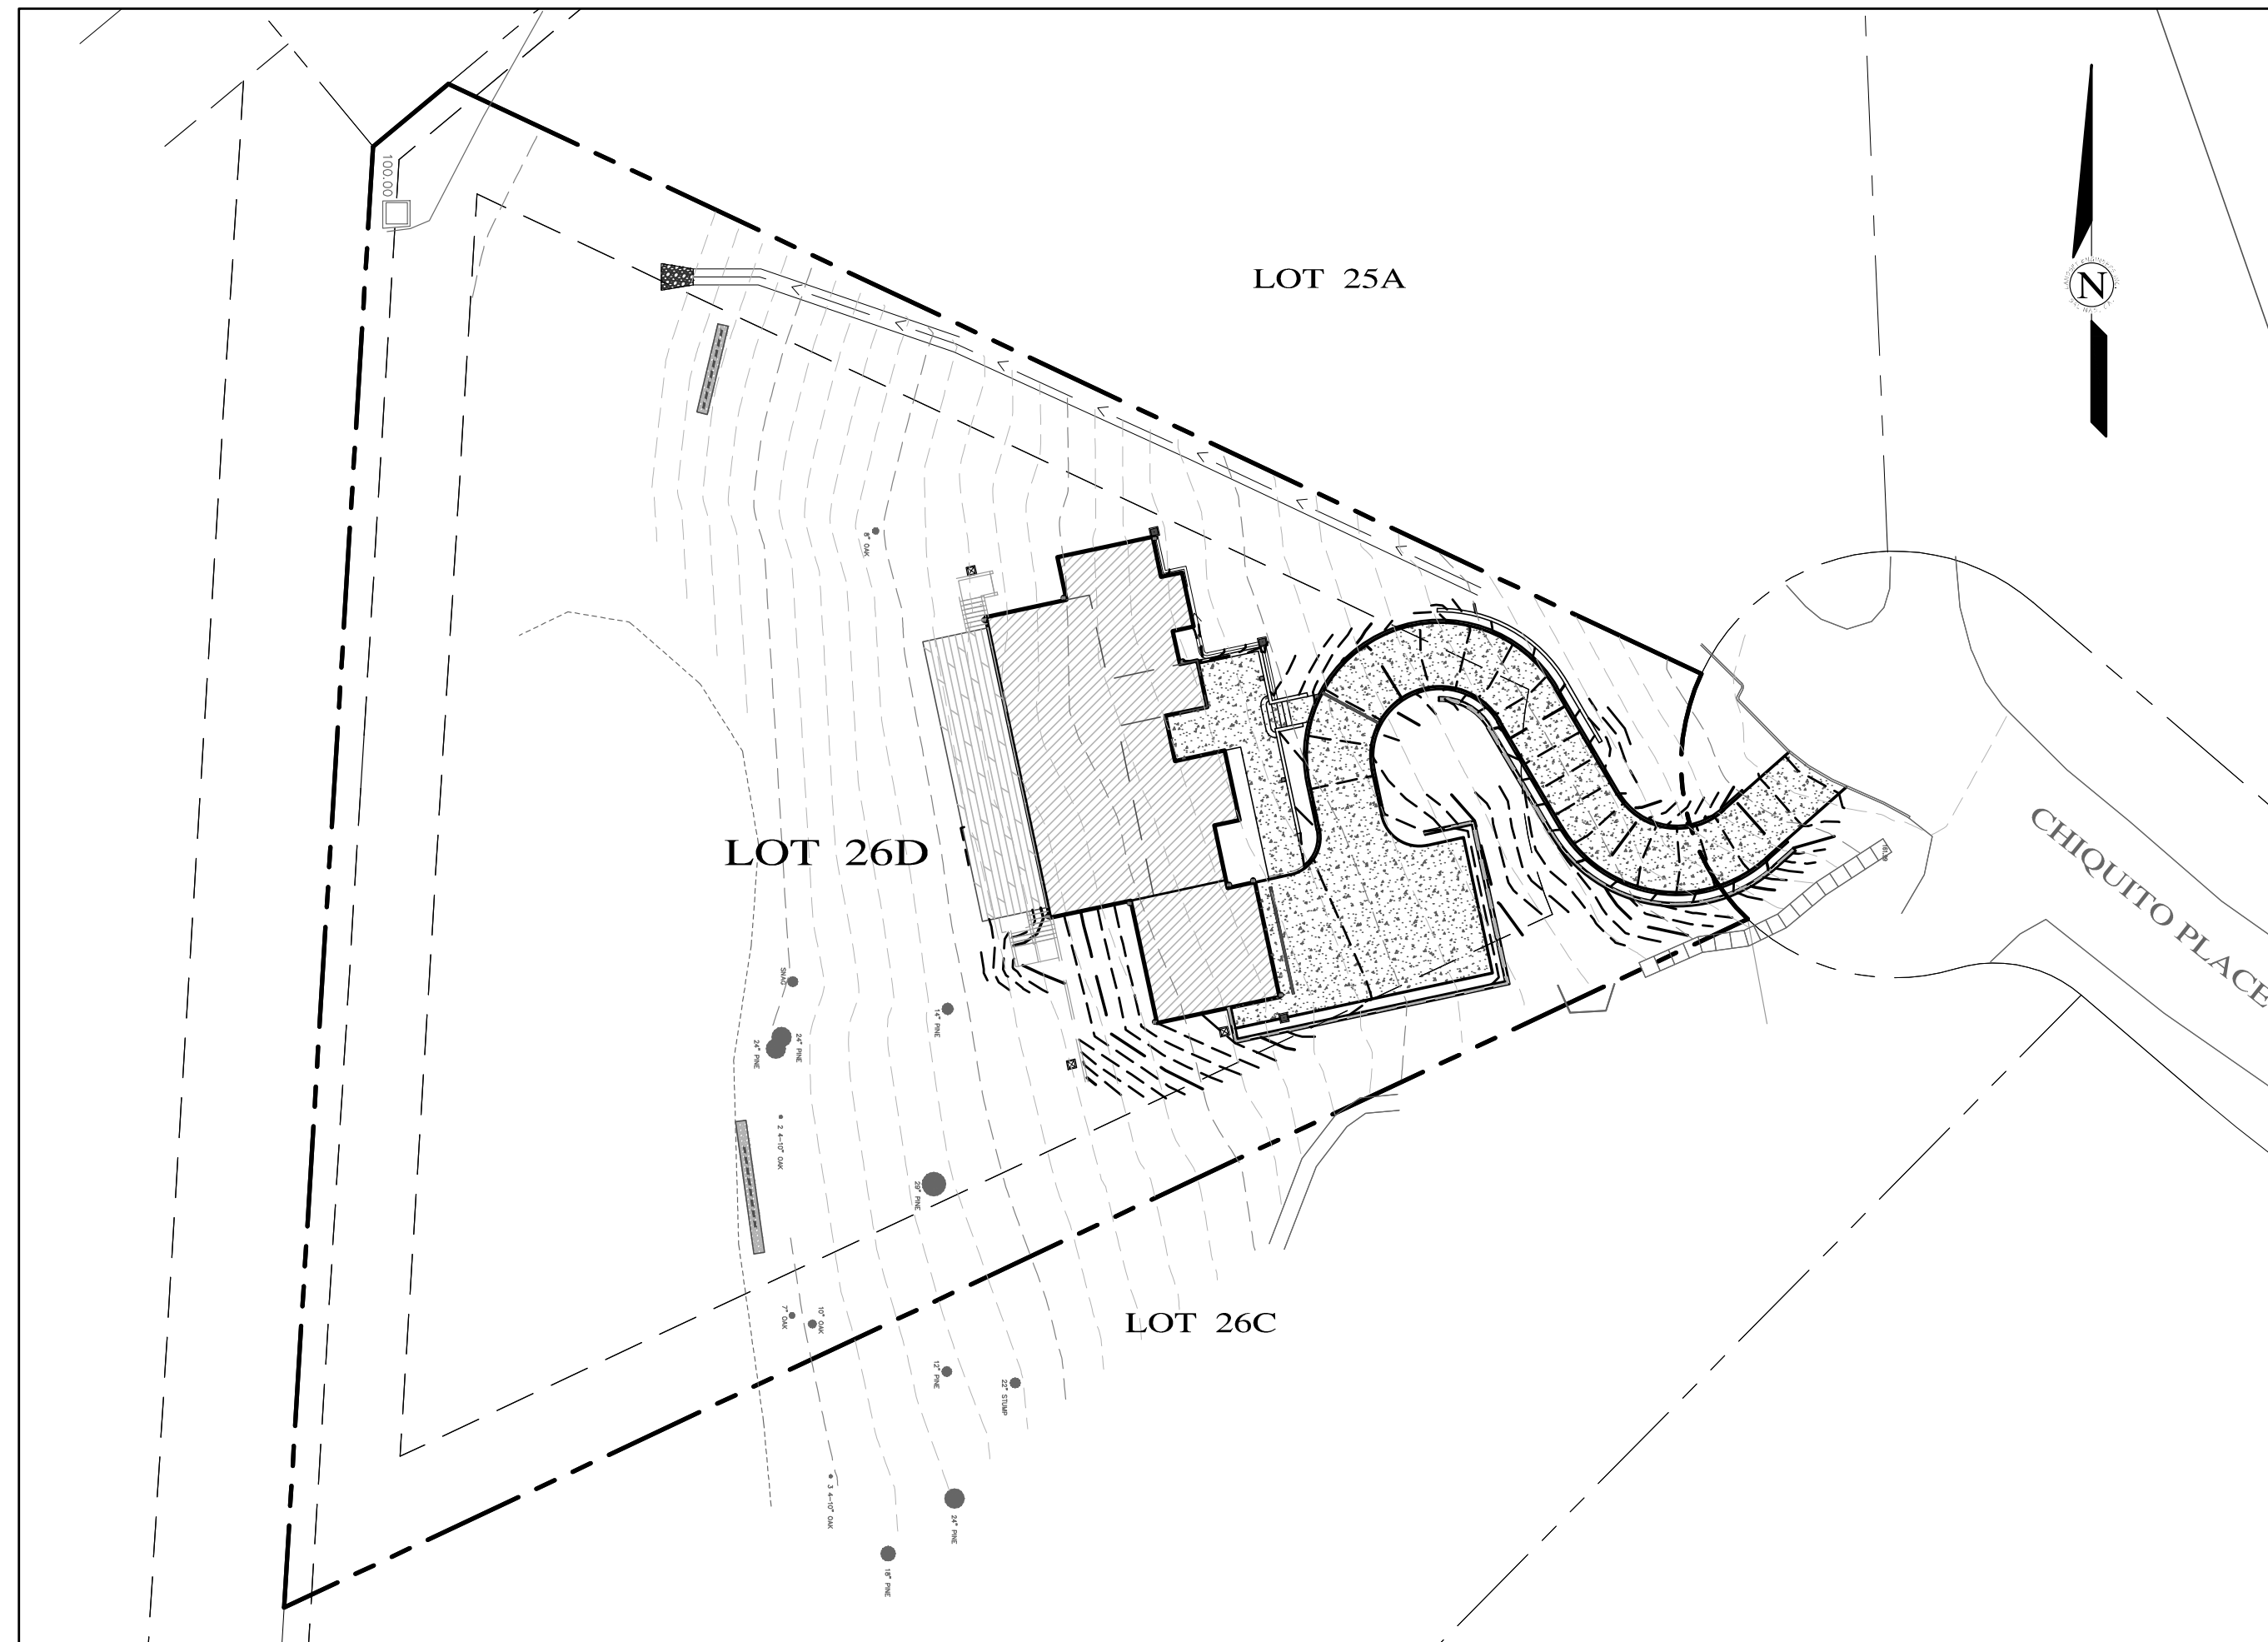 100.00
LOT 25A
N
8" OAK
LOT 26D
CHIQUITO PLACE
SNAG
14" PINE
24" PINE
24" PINE
2 4-10" OAK
29" PINE
7" OAK
10" OAK
LOT 26C
12" PINE
22" STUMP
3 4-10" OAK
24" PINE
18" PINE